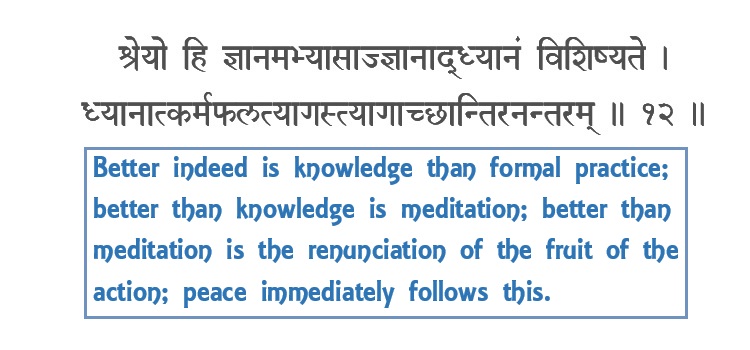 श्रेयो हि ज्ञानमभ्यासाज्ज्ञानाद्ध्यानं विशिष्यते ।
ध्यानात्कर्मफलत्यागस्त्यागाच्छान्तिरनन्तरम् ॥ १२ ॥
Better indeed is knowledge than formal practice;
better than knowledge is meditation; better than
meditation is the renunciation of the fruit of the
action; peace immediately follows this.